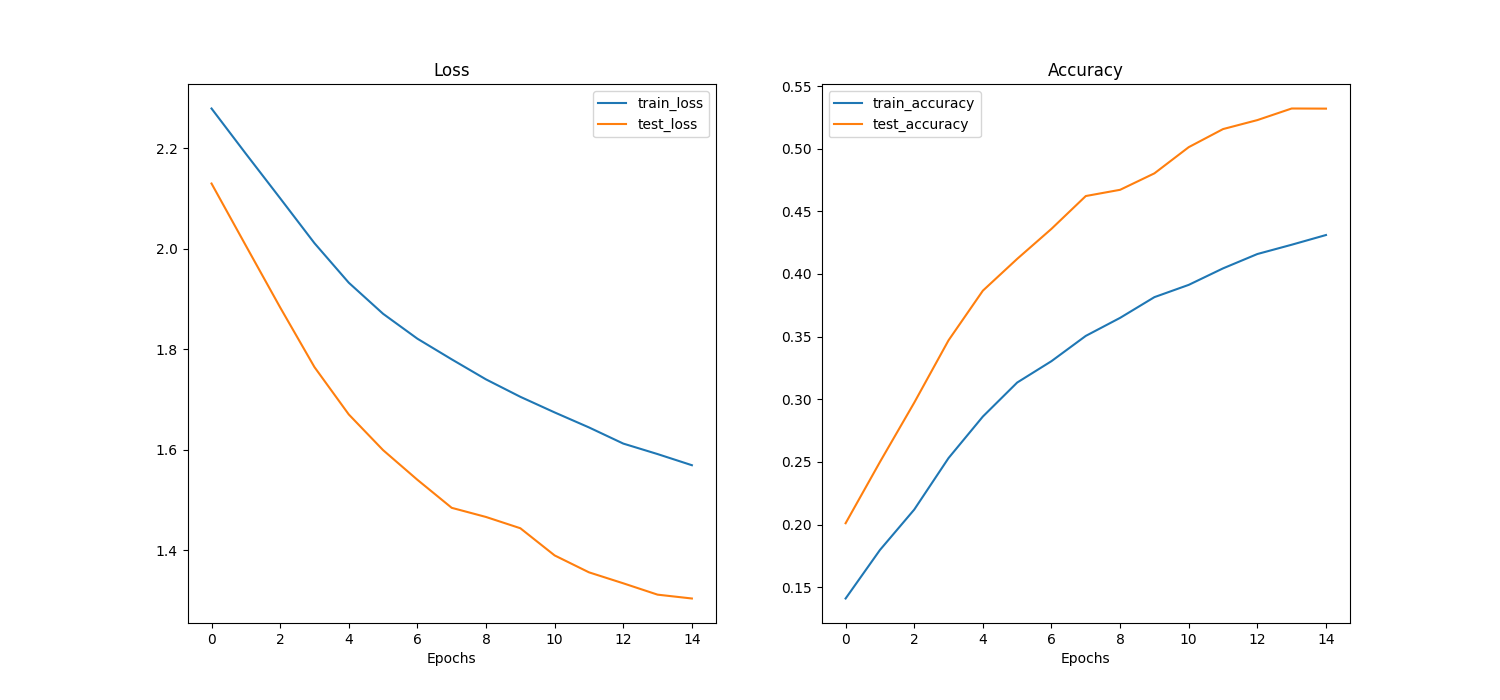 Loss
train_loss
test_loss
2.2
2.0
1.8
1.6
1.4
0 2 4 6 8 10 12 14
Epochs
Accuracy
train_accuracy
test_accuracy
0.55
0.50
0.45
0.40
0.35
0.30
0.25
0.20
0.15
0 2 4 6 8 10 12 14
Epochs